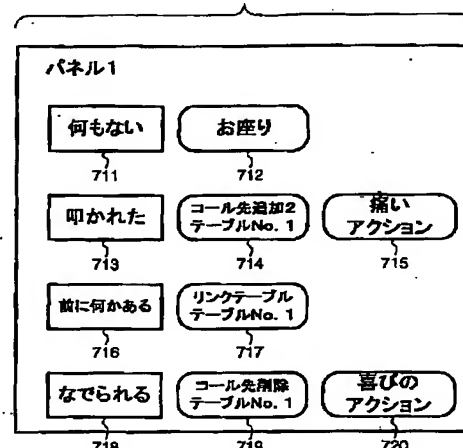 パネル1
何もない
お座り
711
712
叩かれた
コール先追加2
テーブルNo. 1
痛い
アクション
713
714
715
前に何かある
リンクテーブル
テーブルNo. 1
716
717
なでられる
コール先削除
テーブルNo. 1
喜びの
アクション
718
719
720